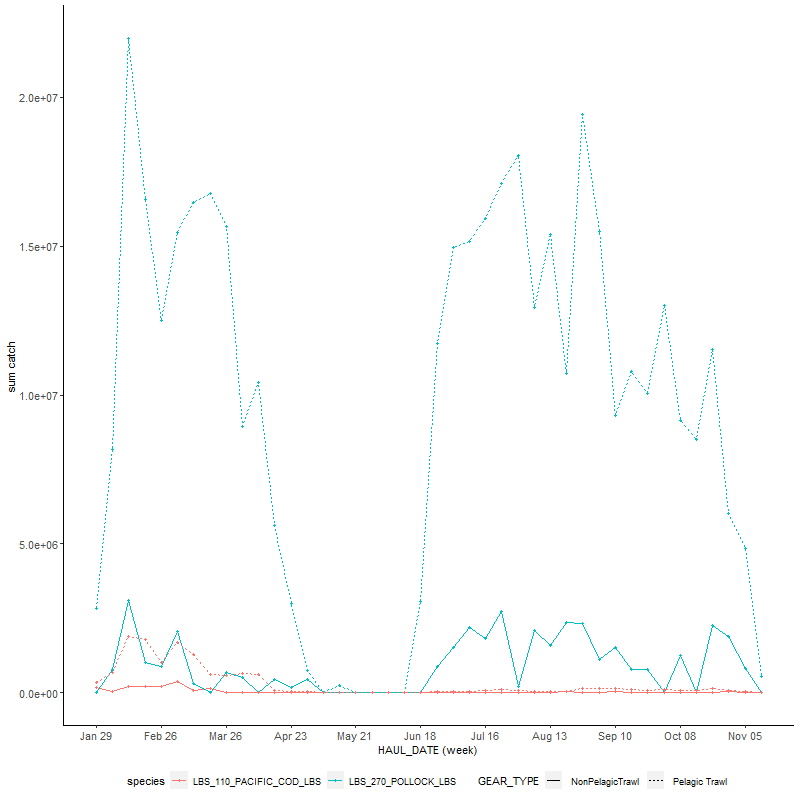 2.0e+07
1.5e+07
1.0e+07
5.0e+06
0.0e+00
sum catch
Jan 29 Feb 26 Mar 26 Apr 23 May 21 Jun 18 Jul 16 Aug 13 Sep 10 Oct 08 Nov 05
HAUL_DATE (week)
species LBS_110_PACIFIC_COD_LBS LBS_270_POLLOCK_LBS GEAR_TYPE NonPelagicTrawl Pelagic Trawl